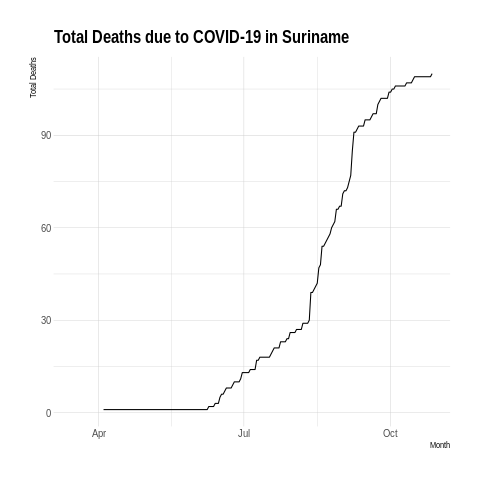 Total Deaths due to COVID-19 in Suriname
Total Deaths
90
60
30
0
Apr Jul Oct
Month